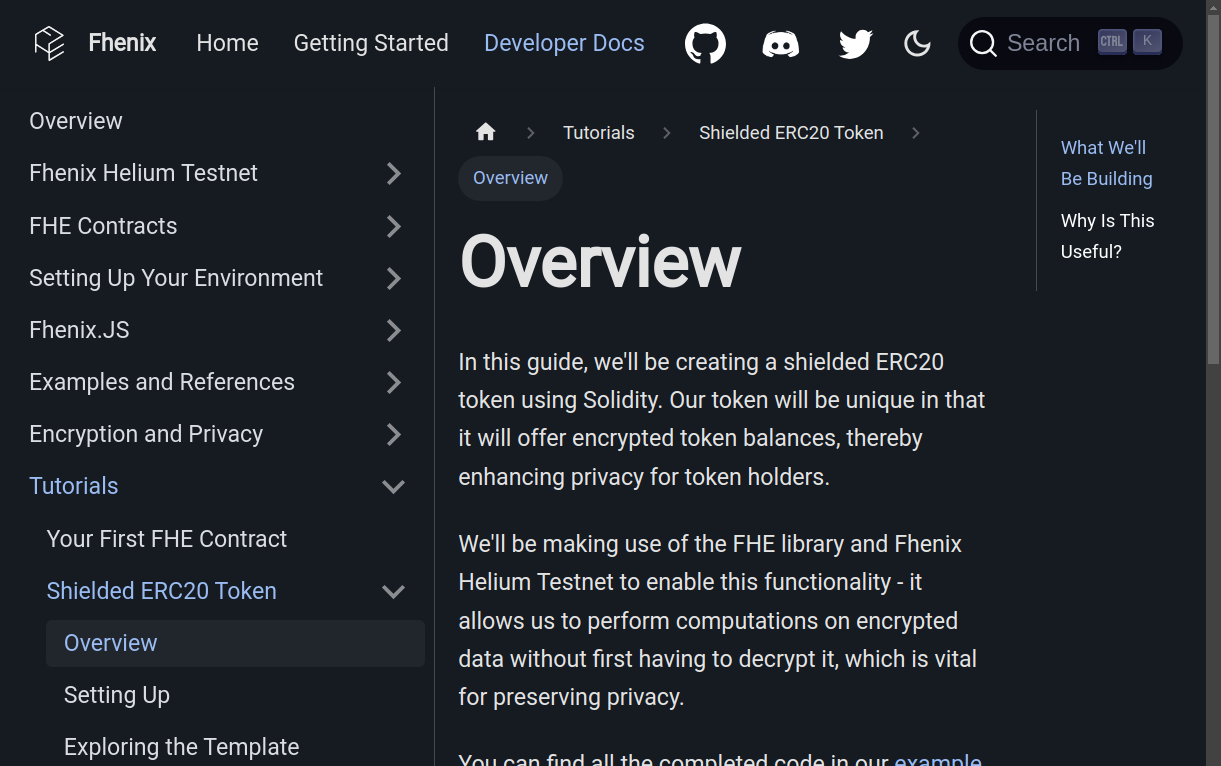 Fhenix Home Getting Started Developer Docs Search CTRL K
Overview
Fhenix Helium Testnet
FHE Contracts
Setting Up Your Environment
Fhenix.JS
Examples and References
Encryption and Privacy
Tutorials
Your First FHE Contract
Shielded ERC20 Token
Overview
Setting Up
Exploring the Template
Tutorials Shielded ERC20 Token
Overview
Overview
In this guide, we'll be creating a shielded ERC20
token using Solidity. Our token will be unique in that
it will offer encrypted token balances, thereby
enhancing privacy for token holders.
We'll be making use of the FHE library and Fhenix
Helium Testnet to enable this functionality - it
allows us to perform computations on encrypted
data without first having to decrypt it, which is vital
for preserving privacy.
You can find all the completed code in our example
What We'll
Be Building
Why Is This
Useful?